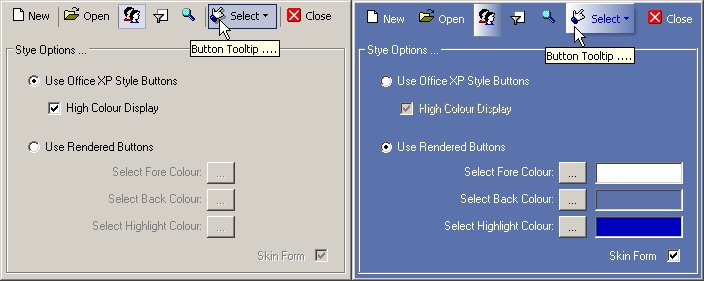 New Open Select Close
Button Tooltip ....
Stye Options ...
Use Office XP Style Buttons
High Colour Display
Use Rendered Buttons
Select Fore Colour: ...
Select Back Colour: ...
Select Highlight Colour: ...
Skin Form
New Open Select Close
Button Tooltip ....
Stye Options ...
Use Office XP Style Buttons
High Colour Display
Use Rendered Buttons
Select Fore Colour: ...
Select Back Colour: ...
Select Highlight Colour: ...
Skin Form